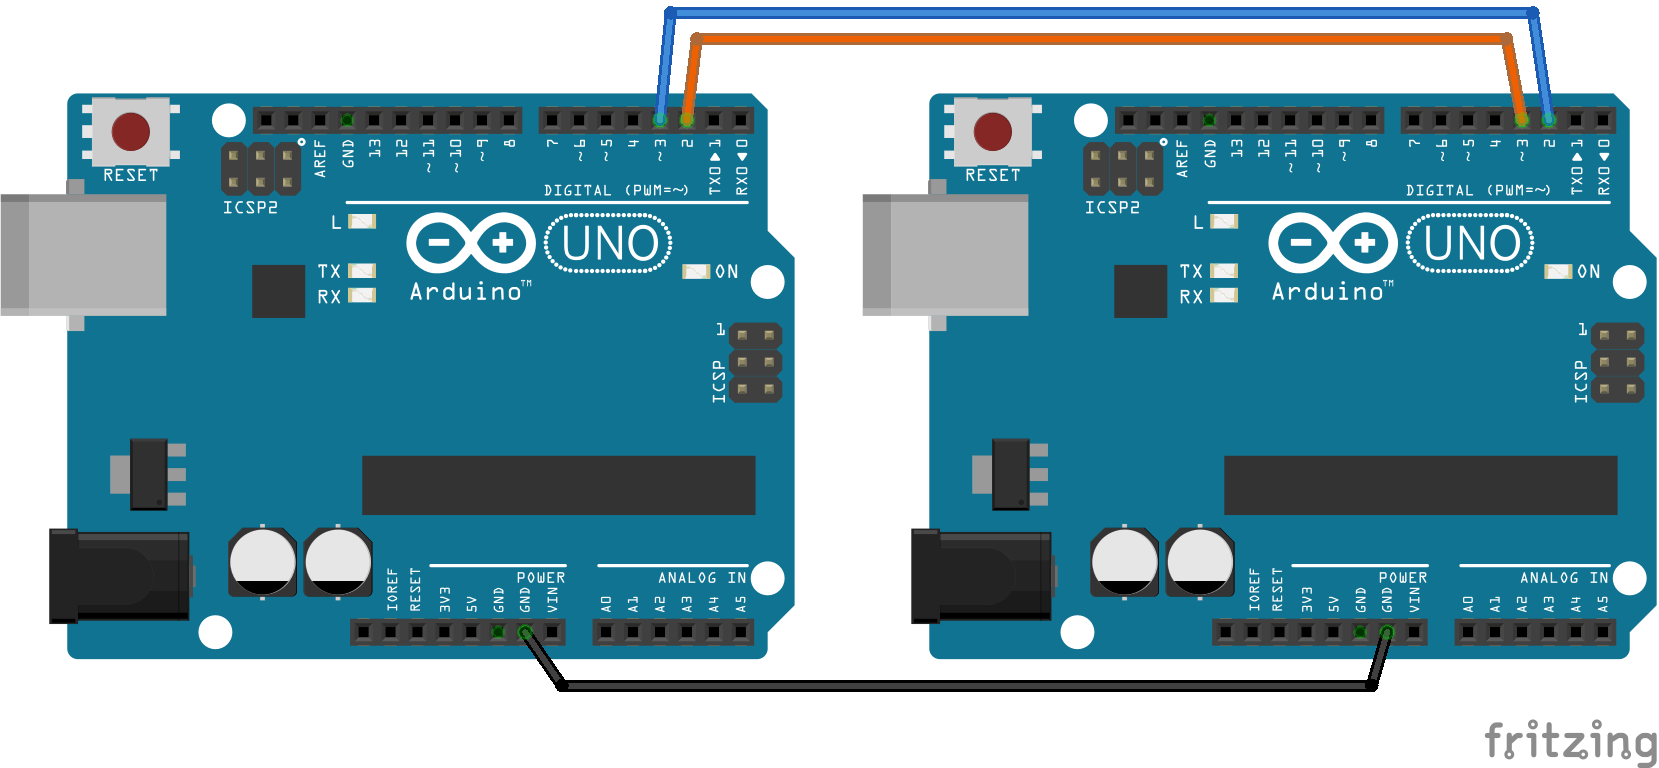 RESET
ICSP2
AREF
GND
13
12
~11
~10
~9
8
7
~6
~5
4
~3
2
TX0▶1
RX0◀0
DIGITAL (PWM=~)
L
TX
RX
UNO
Arduino™
ON
1
ICSP
IOREF
RESET
3V3
5V
GND
GND
VIN
POWER
A0
A1
A2
A3
A4
A5
ANALOG IN
RESET
ICSP2
AREF
GND
13
12
~11
~10
~9
8
7
~6
~5
4
~3
2
TX0▶1
RX0◀0
DIGITAL (PWM=~)
L
TX
RX
UNO
Arduino™
ON
1
ICSP
IOREF
RESET
3V3
5V
GND
GND
VIN
POWER
A0
A1
A2
A3
A4
A5
ANALOG IN
fritzing